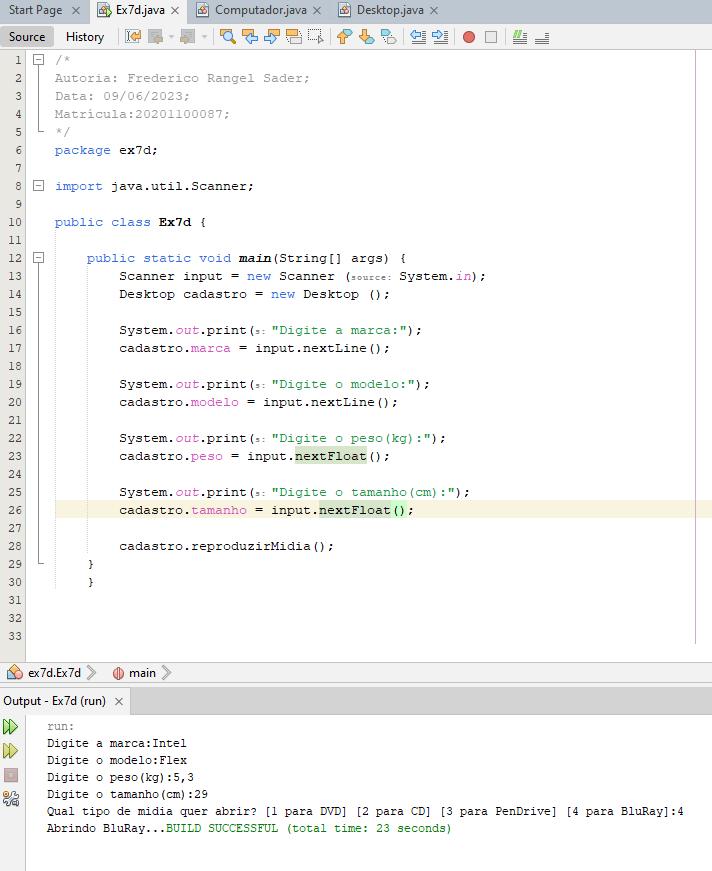 Start Page × Ex7d.java × Computador.java × Desktop.java ×
Source History
1 /*
2 Autoria: Frederico Rangel Sader;
3 Data: 09/06/2023;
4 Matrícula:20201100087;
5 */
6 package ex7d;
7
8 import java.util.Scanner;
9
10 public class Ex7d {
11
12 public static void main(String[] args) {
13 Scanner input = new Scanner (source: System.in);
14 Desktop cadastro = new Desktop ();
15
16 System.out.print(s: "Digite a marca:");
17 cadastro.marca = input.nextLine();
18
19 System.out.print(s: "Digite o modelo:");
20 cadastro.modelo = input.nextLine();
21
22 System.out.print(s: "Digite o peso(kg):");
23 cadastro.peso = input.nextFloat();
24
25 System.out.print(s: "Digite o tamanho(cm):");
26 cadastro.tamanho = input.nextFloat();
27
28 cadastro.reproduzirMidia();
29 }
30 }
31
32
33
ex7d.Ex7d main
Output - Ex7d (run) ×
run:
Digite a marca:Intel
Digite o modelo:Flex
Digite o peso(kg):5,3
Digite o tamanho(cm):29
Qual tipo de midia quer abrir? [1 para DVD] [2 para CD] [3 para PenDrive] [4 para BluRay]:4
Abrindo BluRay...BUILD SUCCESSFUL (total time: 23 seconds)